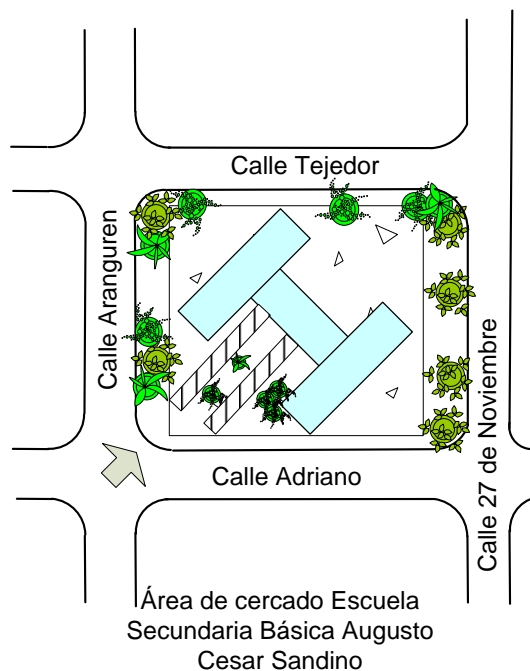 Calle Tejedor
Calle Aranguren
Calle 27 de Noviembre
Calle Adriano
Área de cercado Escuela
Secundaria Básica Augusto
Cesar Sandino